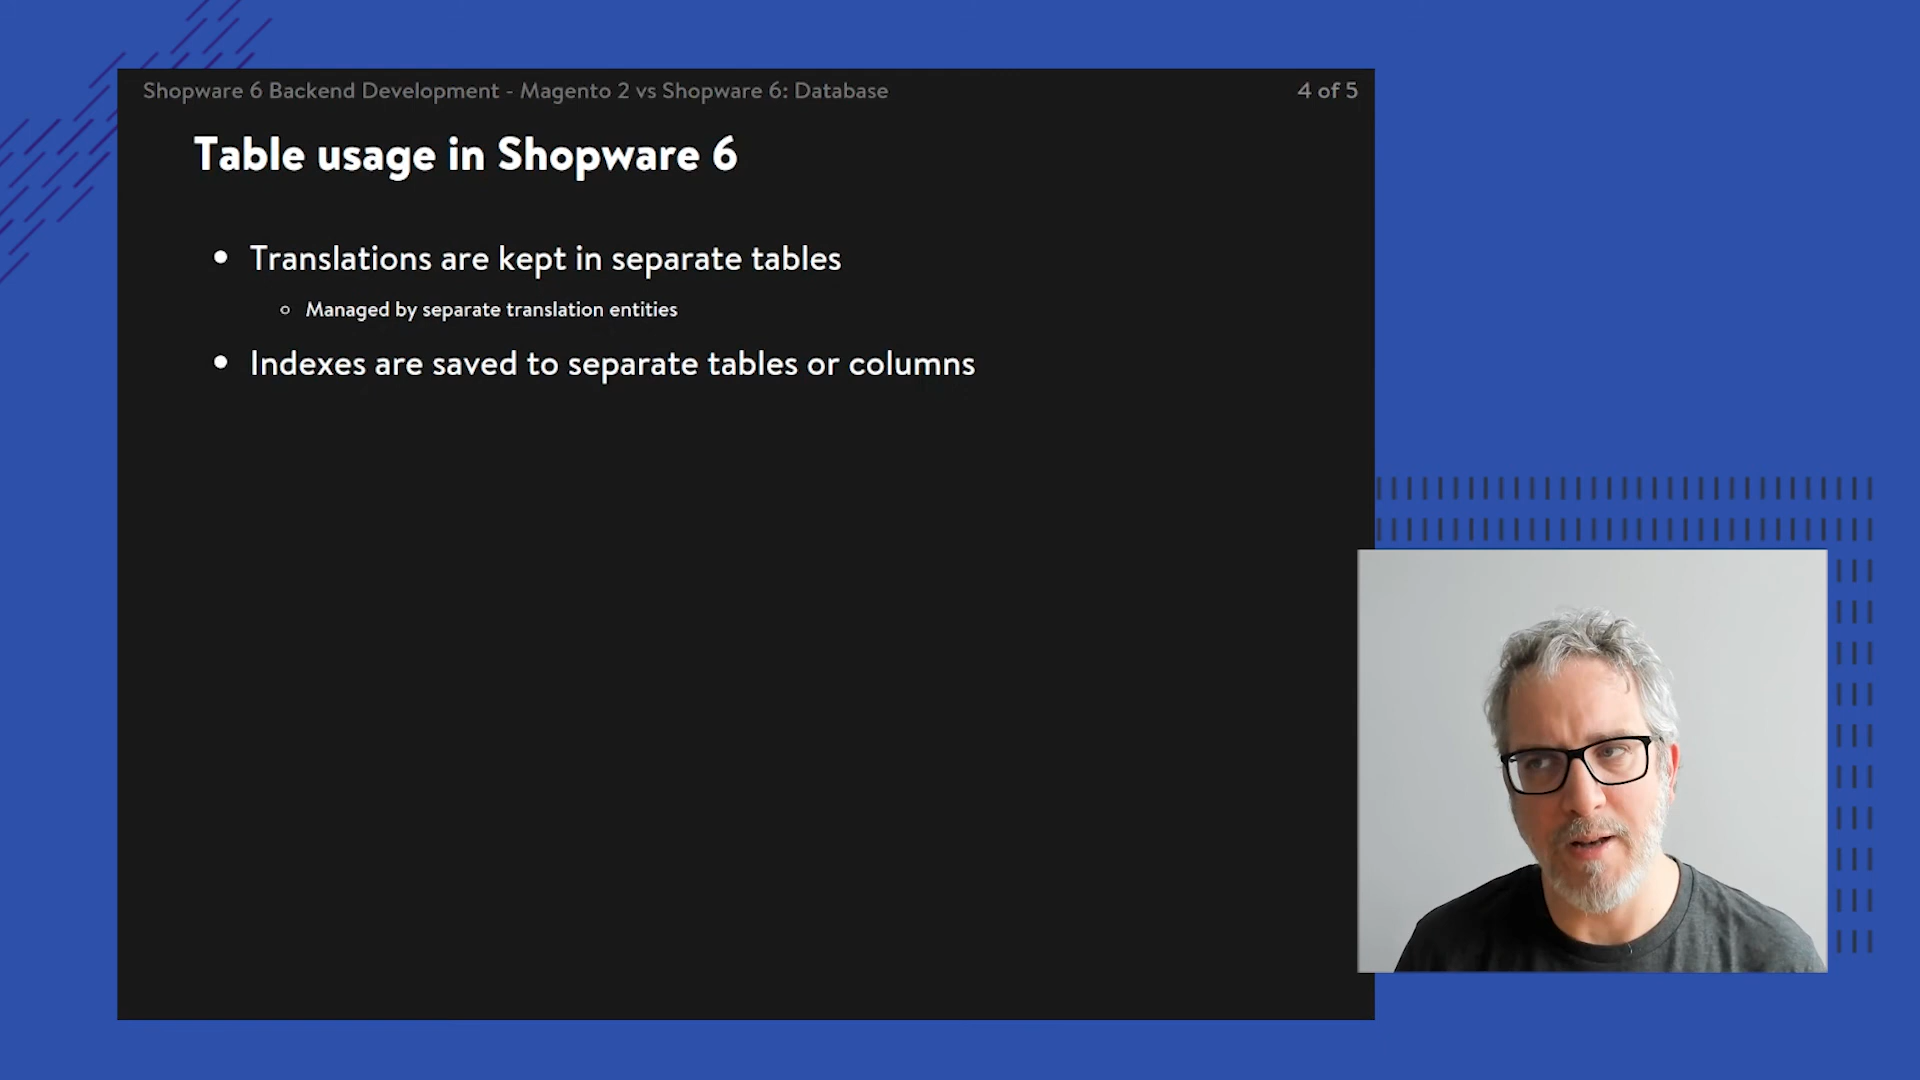 Shopware 6 Backend Development - Magento 2 vs Shopware 6: Database
4 of 5
Table usage in Shopware 6
Translations are kept in separate tables
Managed by separate translation entities
Indexes are saved to separate tables or columns